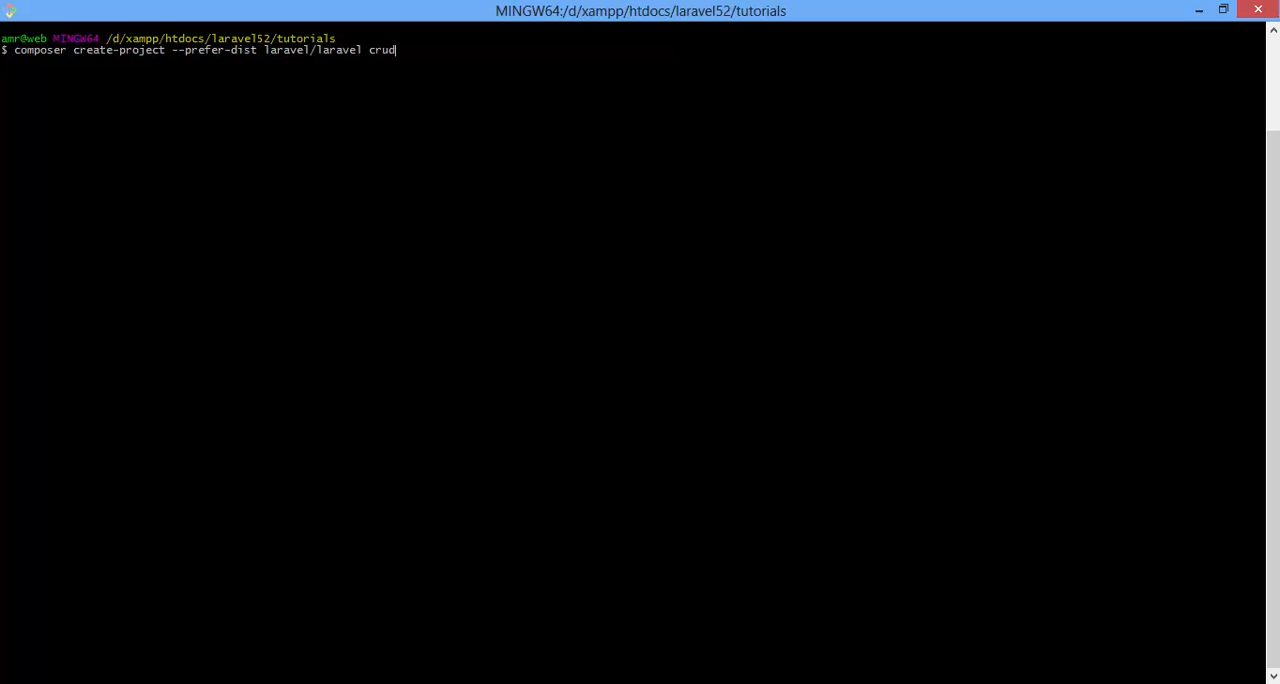 MINGW64:/d/xampp/htdocs/laravel52/tutorials
amr@web MINGW64 /d/xampp/htdocs/laravel52/tutorials
$ composer create-project --prefer-dist laravel/laravel crud